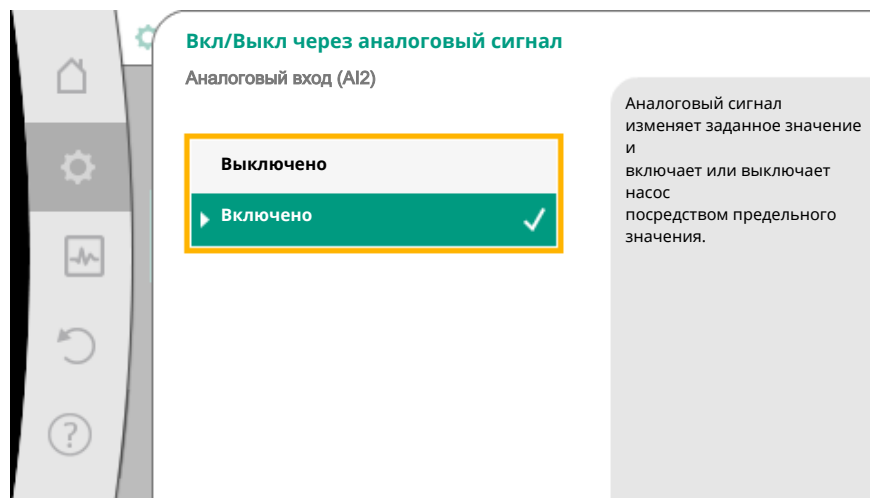 Вкл/Выкл через аналоговый сигнал
Аналоговый вход (AI2)
Выключено
Включено
Аналоговый сигнал
изменяет заданное значение
и
включает или выключает
насос
посредством предельного
значения.
?